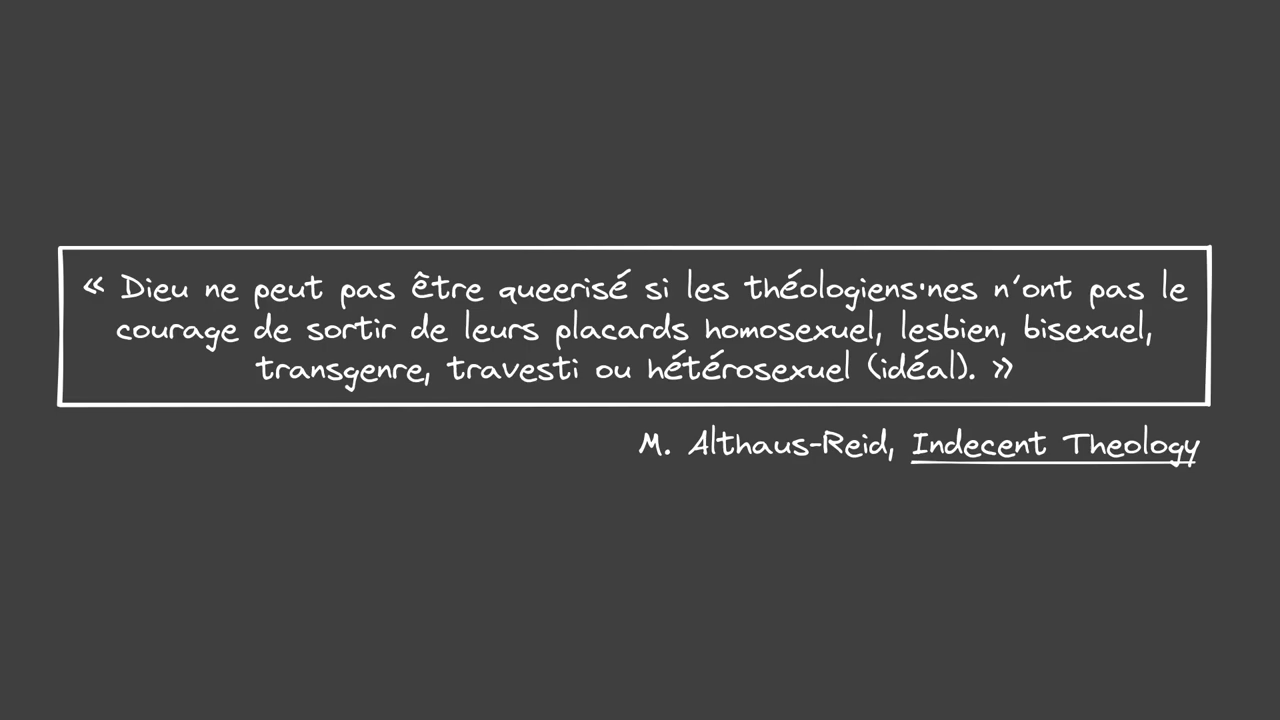 « Dieu ne peut pas être queerisé si les théologiens·nes n'ont pas le
courage de sortir de leurs placards homosexuel, lesbien, bisexuel,
transgenre, travesti ou hétérosexuel (idéal). »
M. Althaus-Reid, Indecent Theology